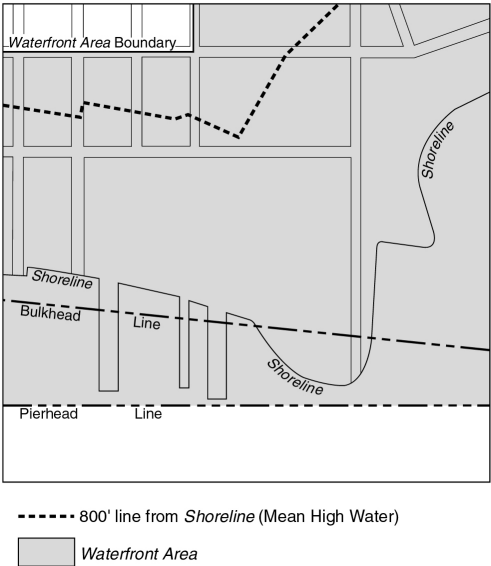 Waterfront Area Boundary
Shoreline
Shoreline
Bulkhead Line
Shoreline
Pierhead Line
800' line from Shoreline (Mean High Water)
Waterfront Area